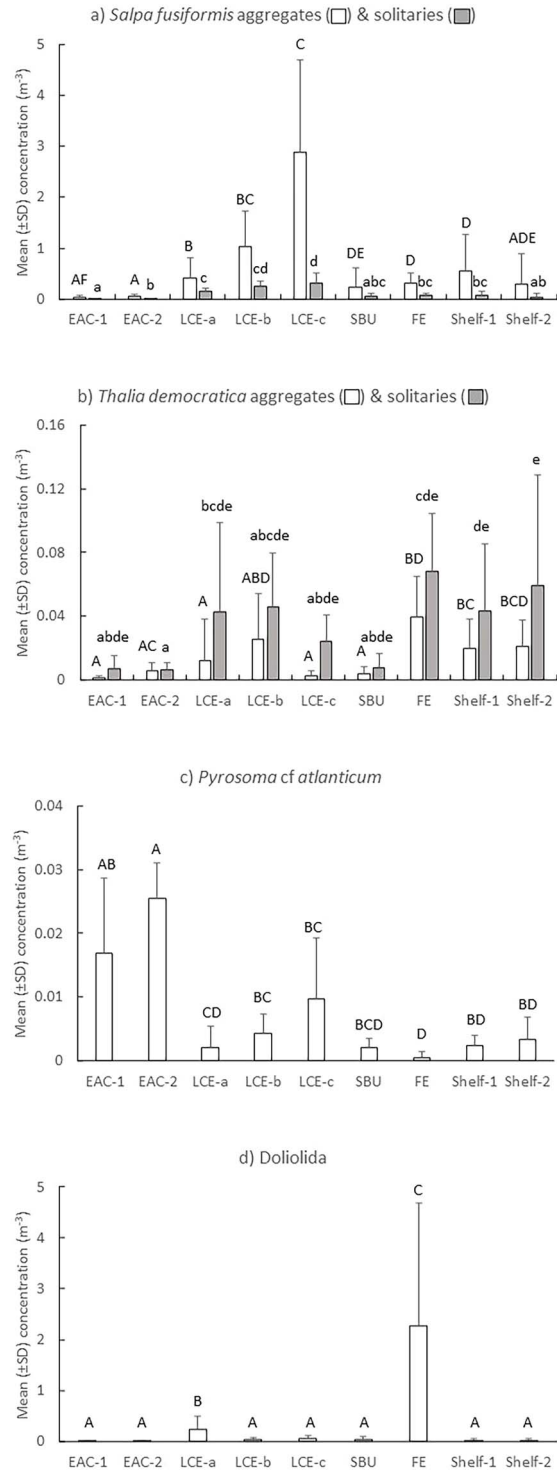 a) Salpa fusiformis aggregates (□) & solitaries (■)
Mean (±SD) concentration (m⁻³)
5
4
3
2
1
0
AF a A b B c BC cd C d DE abc D bc D bc ADE ab
EAC-1 EAC-2 LCE-a LCE-b LCE-c SBU FE Shelf-1 Shelf-2
b) Thalia democratica aggregates (□) & solitaries (■)
Mean (±SD) concentration (m⁻³)
0.16
0.12
0.08
0.04
0
A abde AC a A bcde ABD abcde A abde A abde BD cde BC de BCD e
EAC-1 EAC-2 LCE-a LCE-b LCE-c SBU FE Shelf-1 Shelf-2
c) Pyrosoma cf atlanticum
Mean (±SD) concentration (m⁻³)
0.04
0.03
0.02
0.01
0
AB A CD BC BC BCD D BD BD
EAC-1 EAC-2 LCE-a LCE-b LCE-c SBU FE Shelf-1 Shelf-2
d) Doliolida
Mean (±SD) concentration (m⁻³)
5
4
3
2
1
0
A A B A A A C A A
EAC-1 EAC-2 LCE-a LCE-b LCE-c SBU FE Shelf-1 Shelf-2